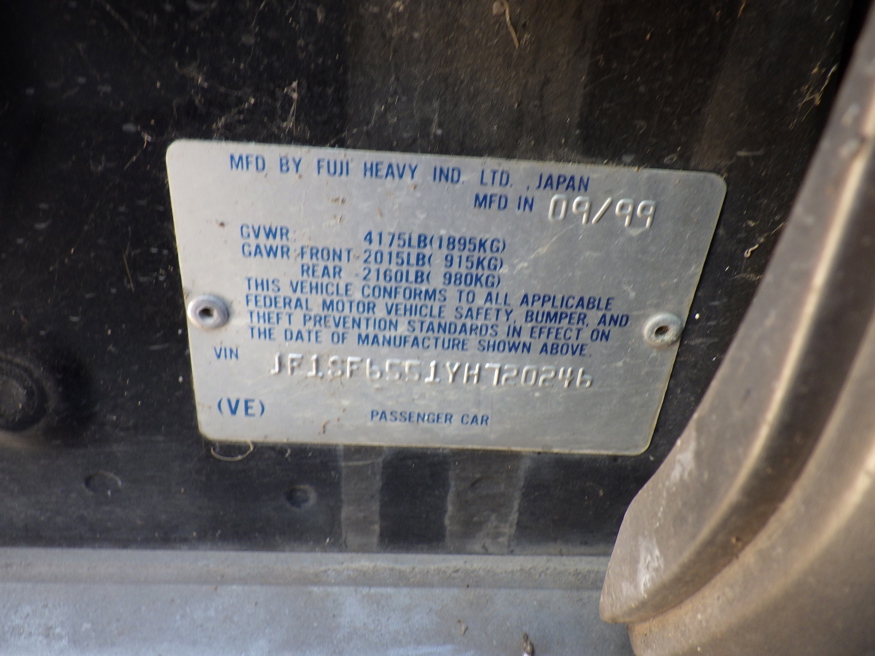 MFD. BY FUJI HEAVY IND. LTD., JAPAN
MFD IN 09/99
GVWR 4175LB(1895KG)
GAWR FRONT 2015LB( 915KG)
REAR 2160LB( 980KG)
THIS VEHICLE CONFORMS TO ALL APPLICABLE
FEDERAL MOTOR VEHICLE SAFETY, BUMPER, AND
THEFT PREVENTION STANDARDS IN EFFECT ON
THE DATE OF MANUFACTURE SHOWN ABOVE.
VIN JF1SF6551YH720246
(VE) PASSENGER CAR